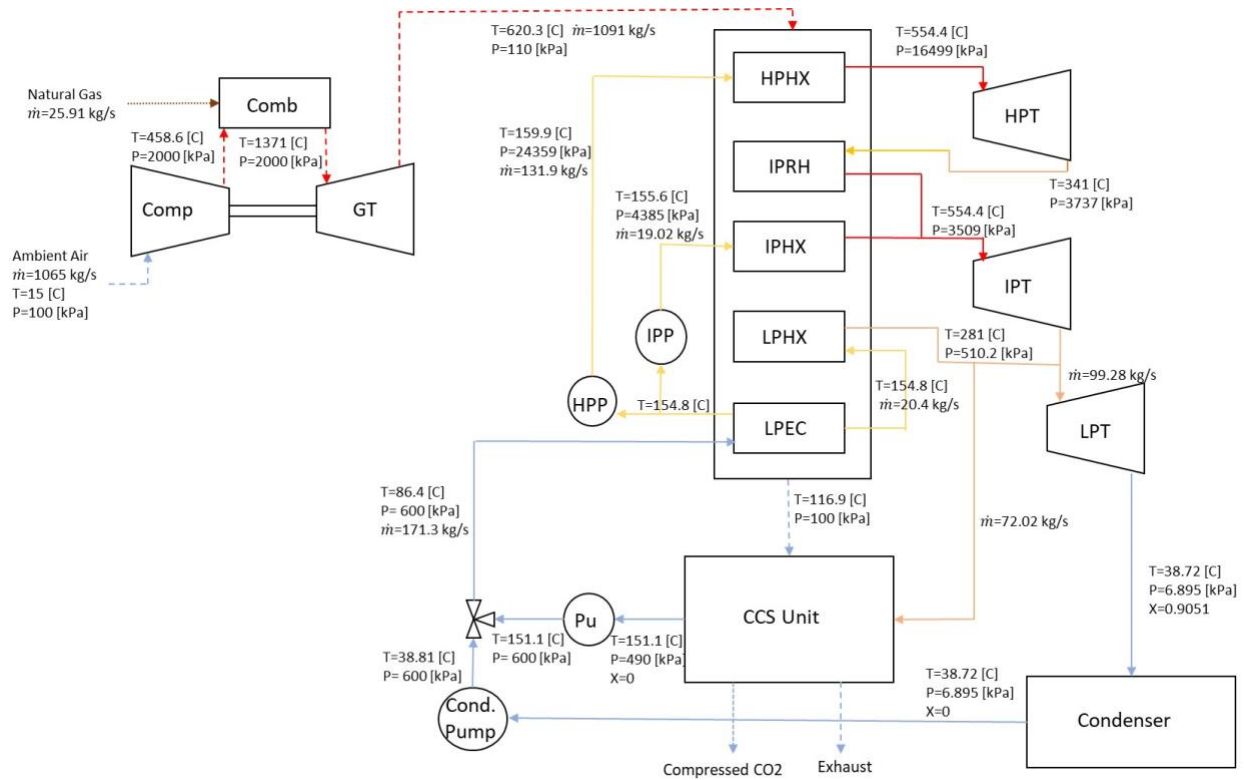 T=620.3 [C] ṁ=1091 kg/s
P=110 [kPa]
T=554.4 [C]
P=16499 [kPa]
HPHX
HPT
Natural Gas
ṁ=25.91 kg/s
Comb
T=458.6 [C]
P=2000 [kPa]
T=1371 [C]
P=2000 [kPa]
T=159.9 [C]
P=24359 [kPa]
ṁ=131.9 kg/s
IPRH
T=341 [C]
P=3737 [kPa]
Comp
GT
T=155.6 [C]
P=4385 [kPa]
ṁ=19.02 kg/s
T=554.4 [C]
P=3509 [kPa]
IPHX
IPT
Ambient Air
ṁ=1065 kg/s
T=15 [C]
P=100 [kPa]
IPP
LPHX
T=281 [C]
P=510.2 [kPa]
ṁ=99.28 kg/s
HPP
T=154.8 [C]
T=154.8 [C]
ṁ=20.4 kg/s
LPEC
LPT
T=86.4 [C]
P= 600 [kPa]
ṁ=171.3 kg/s
T=116.9 [C]
P=100 [kPa]
ṁ=72.02 kg/s
T=38.72 [C]
P=6.895 [kPa]
X=0.9051
Pu
CCS Unit
T=151.1 [C]
P= 600 [kPa]
T=151.1 [C]
P=490 [kPa]
X=0
T=38.81 [C]
P= 600 [kPa]
T=38.72 [C]
P=6.895 [kPa]
X=0
Cond.
Pump
Condenser
Compressed CO2
Exhaust